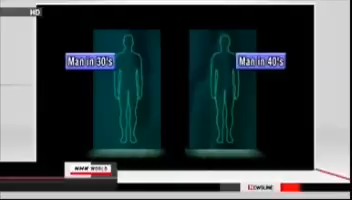 HD
Man in 30's
Man in 40's
NHK WORLD
NEWSLINE